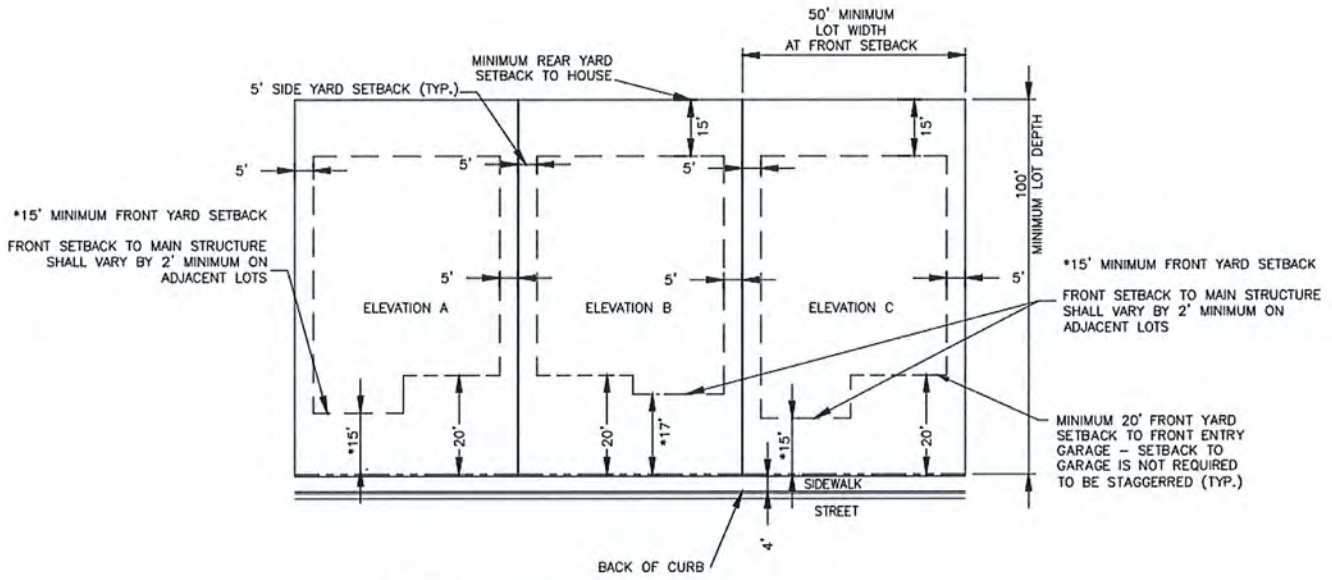 50' MINIMUM
LOT WIDTH
AT FRONT SETBACK
MINIMUM REAR YARD
SETBACK TO HOUSE
5' SIDE YARD SETBACK (TYP.)
15'
15'
5'
5'
5'
100'
MINIMUM LOT DEPTH
*15' MINIMUM FRONT YARD SETBACK
FRONT SETBACK TO MAIN STRUCTURE
SHALL VARY BY 2' MINIMUM ON
ADJACENT LOTS
5'
5'
5'
ELEVATION A
ELEVATION B
ELEVATION C
*15' MINIMUM FRONT YARD SETBACK
FRONT SETBACK TO MAIN STRUCTURE
SHALL VARY BY 2' MINIMUM ON
ADJACENT LOTS
*15'
20'
20'
*17'
*15'
20'
MINIMUM 20' FRONT YARD
SETBACK TO FRONT ENTRY
GARAGE – SETBACK TO
GARAGE IS NOT REQUIRED
TO BE STAGGERRED (TYP.)
SIDEWALK
STREET
4'
BACK OF CURB